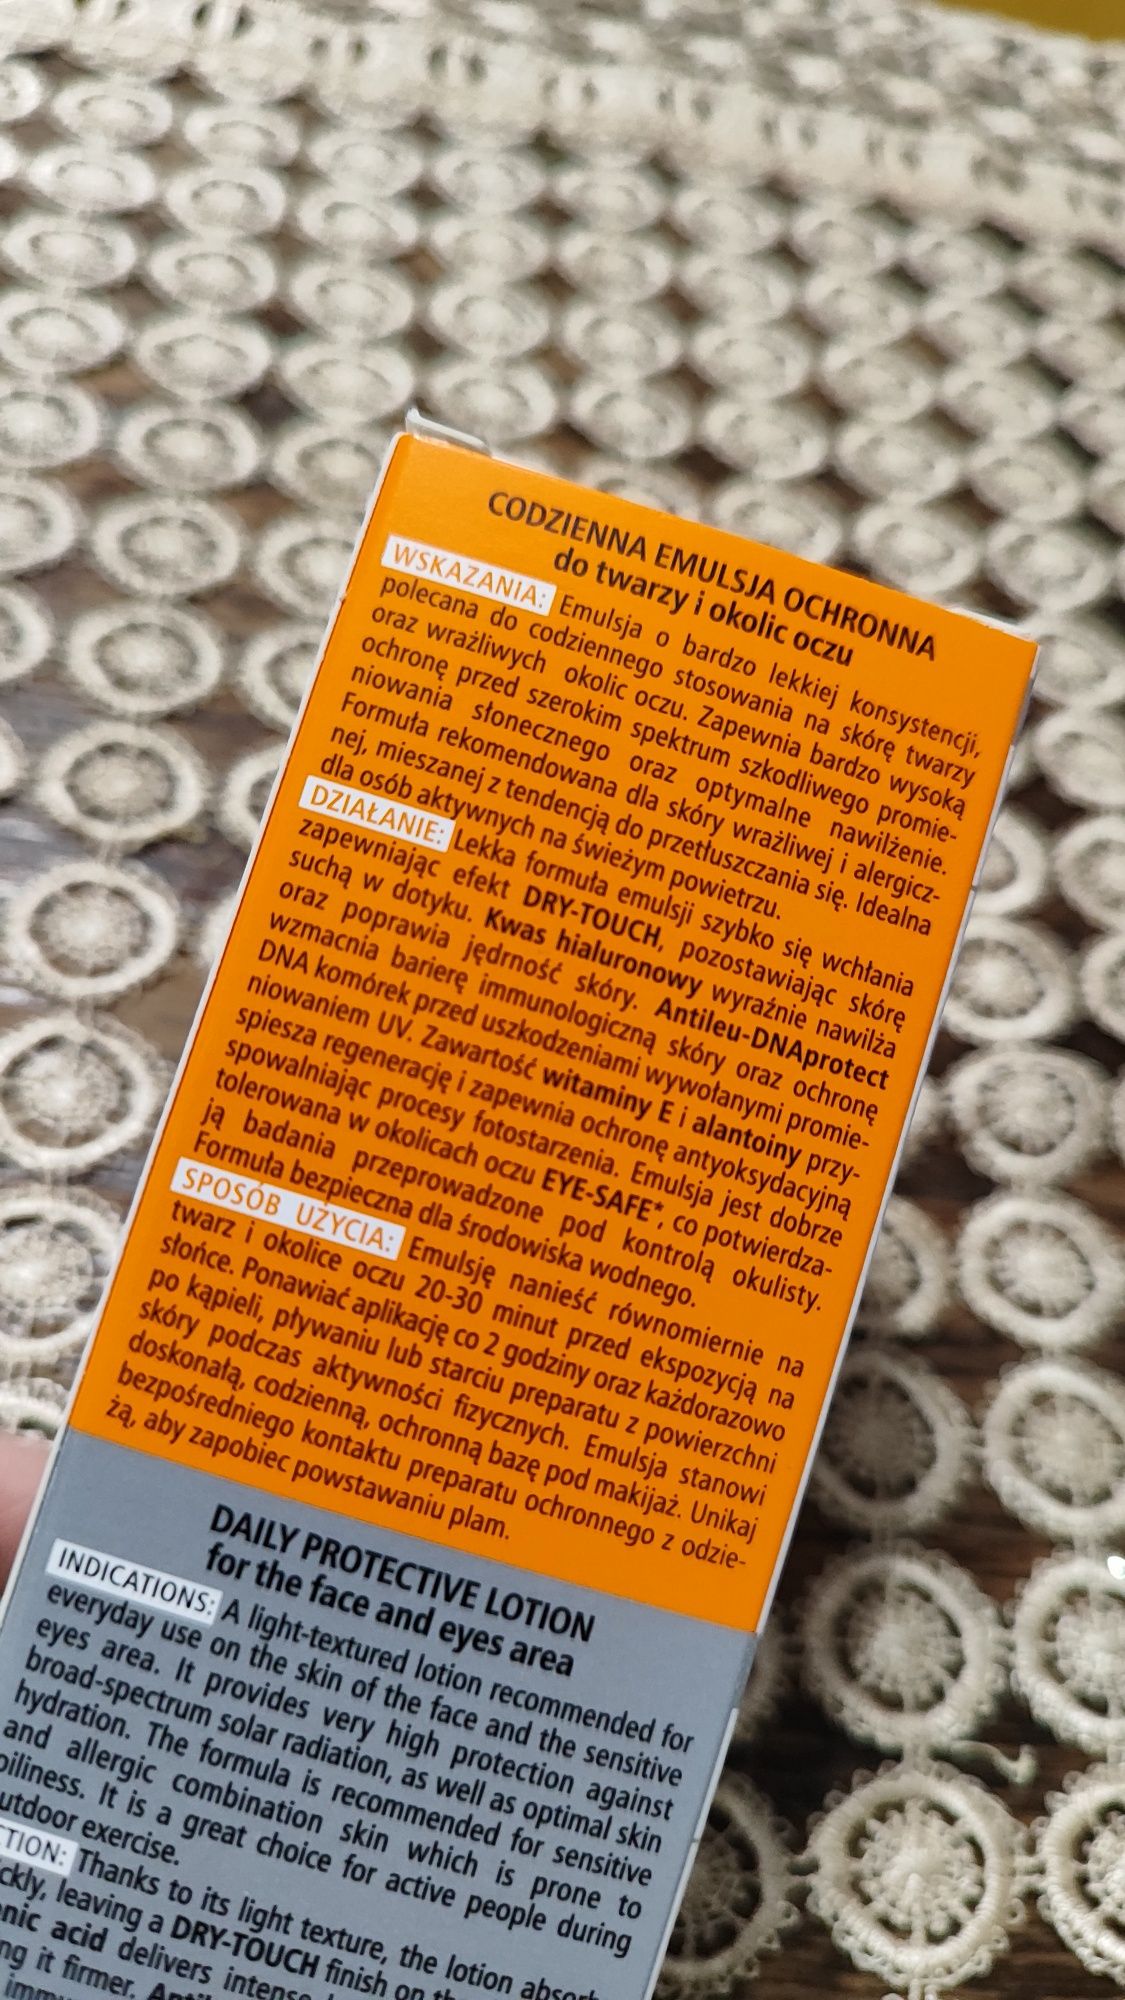 CODZIENNA EMULSJA OCHRONNA
do twarzy i okolic oczu
WSKAZANIA: Emulsja o bardzo lekkiej konsystencji,
polecana do codziennego stosowania na skórę twarzy
oraz wrażliwych okolic oczu. Zapewnia bardzo wysoką
ochronę przed szerokim spektrum szkodliwego promie-
niowania słonecznego oraz optymalne nawilżenie.
Formuła rekomendowana dla skóry wrażliwej i alergicz-
nej, mieszanej z tendencją do przetłuszczania się. Idealna
dla osób aktywnych na świeżym powietrzu.
DZIAŁANIE: Lekka formuła emulsji szybko się wchłania
zapewniając efekt DRY-TOUCH, pozostawiając skórę
suchą w dotyku. Kwas hialuronowy wyraźnie nawilża
oraz poprawia jędrność skóry. Antileu-DNAprotect
wzmacnia barierę immunologiczną skóry oraz ochronę
DNA komórek przed uszkodzeniami wywołanymi promie-
niowaniem UV. Zawartość witaminy E i alantoiny przy-
spiesza regenerację i zapewnia ochronę antyoksydacyjną
spowalniając procesy fotostarzenia. Emulsja jest dobrze
tolerowana w okolicach oczu EYE-SAFE*, co potwierdza-
ją badania przeprowadzone pod kontrolą okulisty.
Formuła bezpieczna dla środowiska wodnego.
SPOSÓB UŻYCIA: Emulsję nanieść równomiernie na
twarz i okolice oczu 20-30 minut przed ekspozycją na
słońce. Ponawiać aplikację co 2 godziny oraz każdorazowo
po kąpieli, pływaniu lub starciu preparatu z powierzchni
skóry podczas aktywności fizycznych. Emulsja stanowi
doskonałą, codzienną, ochronną bazę pod makijaż. Unikaj
bezpośredniego kontaktu preparatu ochronnego z odzie-
żą, aby zapobiec powstawaniu plam.
DAILY PROTECTIVE LOTION
for the face and eyes area
INDICATIONS: A light-textured lotion recommended for
everyday use on the skin of the face and the sensitive
eyes area. It provides very high protection against
broad-spectrum solar radiation, as well as optimal skin
hydration. The formula is recommended for sensitive
and allergic combination skin which is prone to
oiliness. It is a great choice for active people during
utdoor exercise.
CTION: Thanks to its light texture, the lotion absorb
ckly, leaving a DRY-TOUCH finish on th
nic acid delivers intense
ng it firmer.